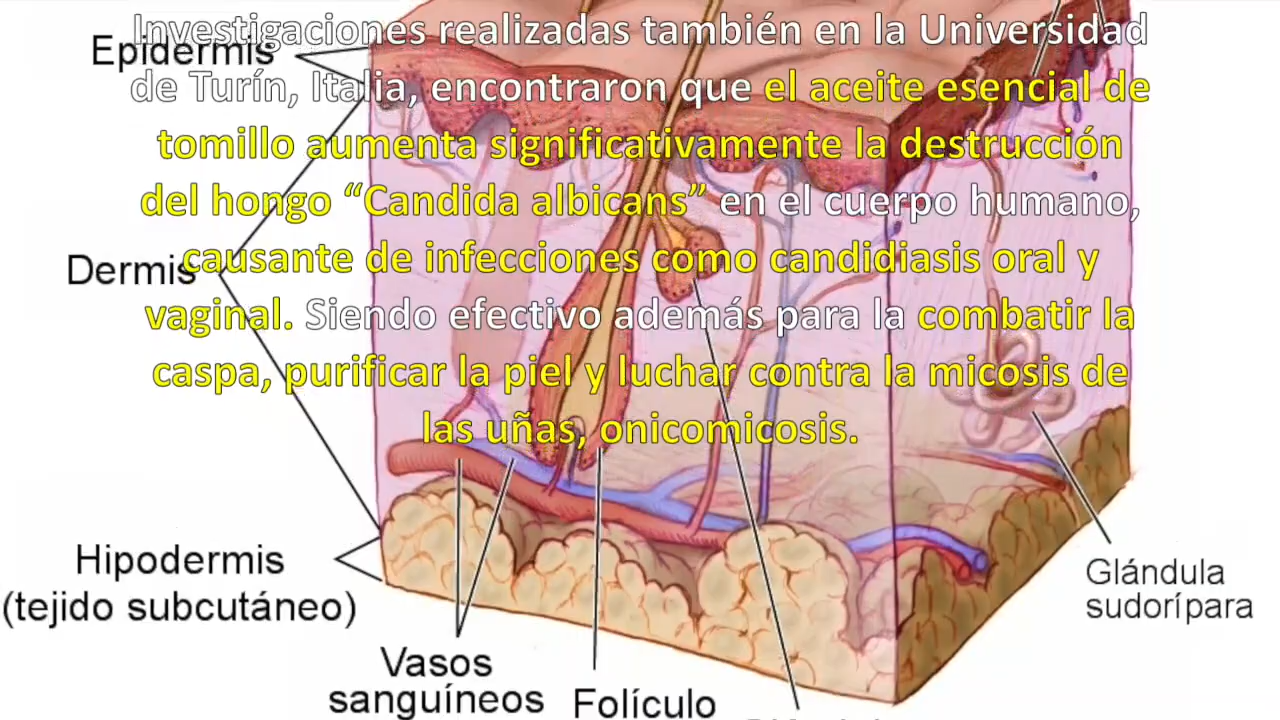 Investigaciones realizadas también en la Universidad
de Turín, Italia, encontraron que el aceite esencial de
tomillo aumenta significativamente la destrucción
del hongo “Candida albicans” en el cuerpo humano,
causante de infecciones como candidiasis oral y
vaginal. Siendo efectivo además para la combatir la
caspa, purificar la piel y luchar contra la micosis de
las uñas, onicomicosis.
Epidermis
Dermis
Hipodermis
(tejido subcutáneo)
Vasos
sanguíneos
Folículo
Glándula
sudorípara